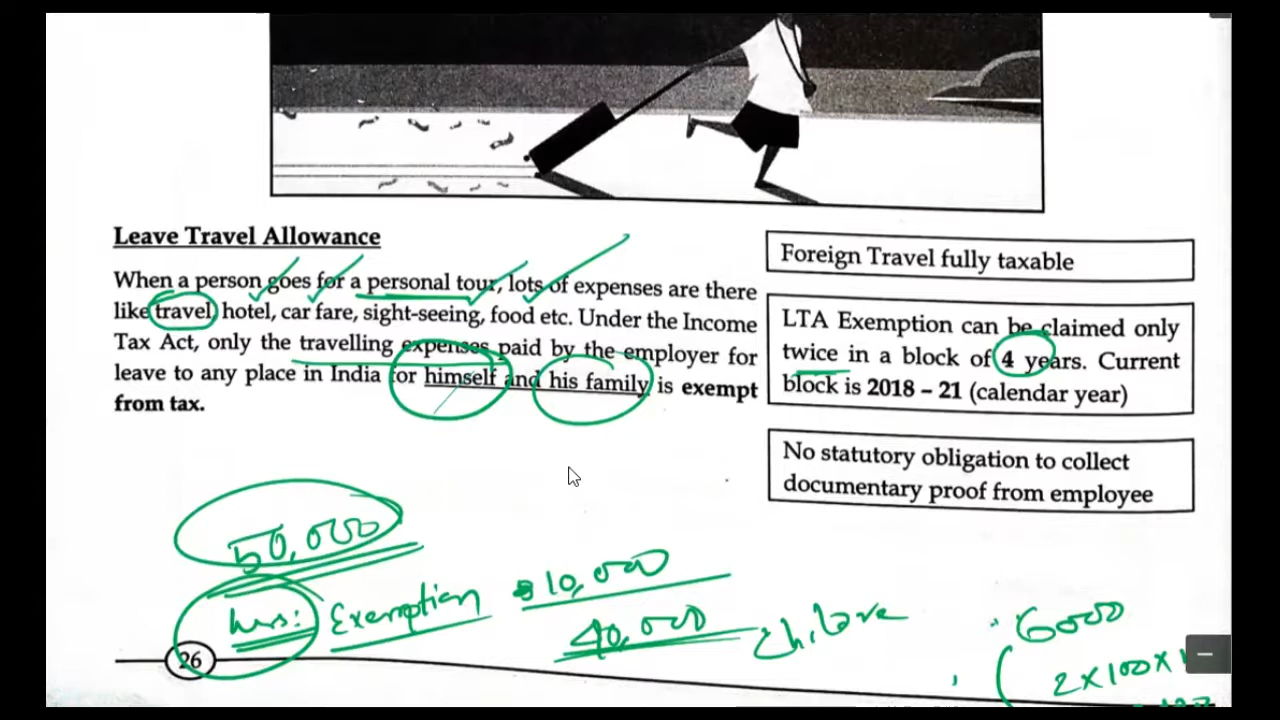 Leave Travel Allowance
When a person goes for a personal tour, lots of expenses are there
like travel, hotel, car fare, sight-seeing, food etc. Under the Income
Tax Act, only the travelling expenses paid by the employer for
leave to any place in India for himself and his family is exempt
from tax.
Foreign Travel fully taxable
LTA Exemption can be claimed only
twice in a block of 4 years. Current
block is 2018 – 21 (calendar year)
No statutory obligation to collect
documentary proof from employee
50,000
Less: Exemption 10,000
40,000
6000
2x100x
26